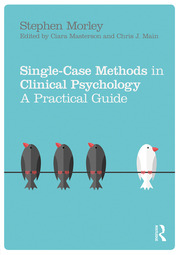 Stephen Morley
Edited by Ciara Masterson and Chris J. Main
Single-Case Methods in
Clinical Psychology
A Practical Guide
R